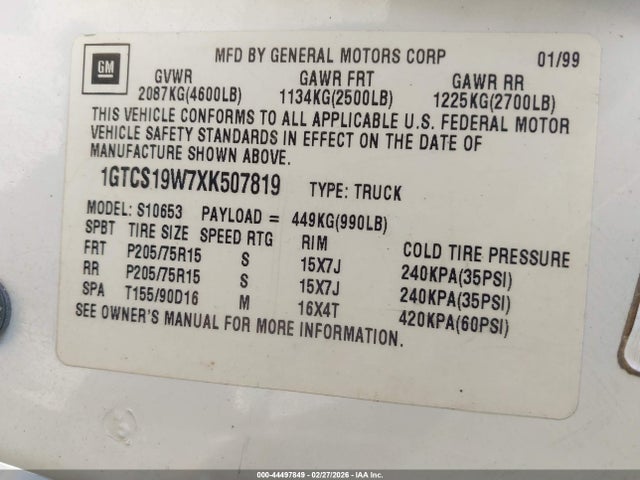 GM
MFD BY GENERAL MOTORS CORP 01/99
GVWR GAWR FRT GAWR RR
2087KG(4600LB) 1134KG(2500LB) 1225KG(2700LB)
THIS VEHICLE CONFORMS TO ALL APPLICABLE U.S. FEDERAL MOTOR
VEHICLE SAFETY STANDARDS IN EFFECT ON THE DATE OF
MANUFACTURE SHOWN ABOVE.
1GTCS19W7XK507819 TYPE: TRUCK
MODEL: S10653 PAYLOAD = 449KG(990LB)
SPBT TIRE SIZE SPEED RTG RIM COLD TIRE PRESSURE
FRT P205/75R15 S 15X7J 240KPA(35PSI)
RR P205/75R15 S 15X7J 240KPA(35PSI)
SPA T155/90D16 M 16X4T 420KPA(60PSI)
SEE OWNER'S MANUAL FOR MORE INFORMATION.
000-44497849 - 02/27/2026 - IAA Inc.